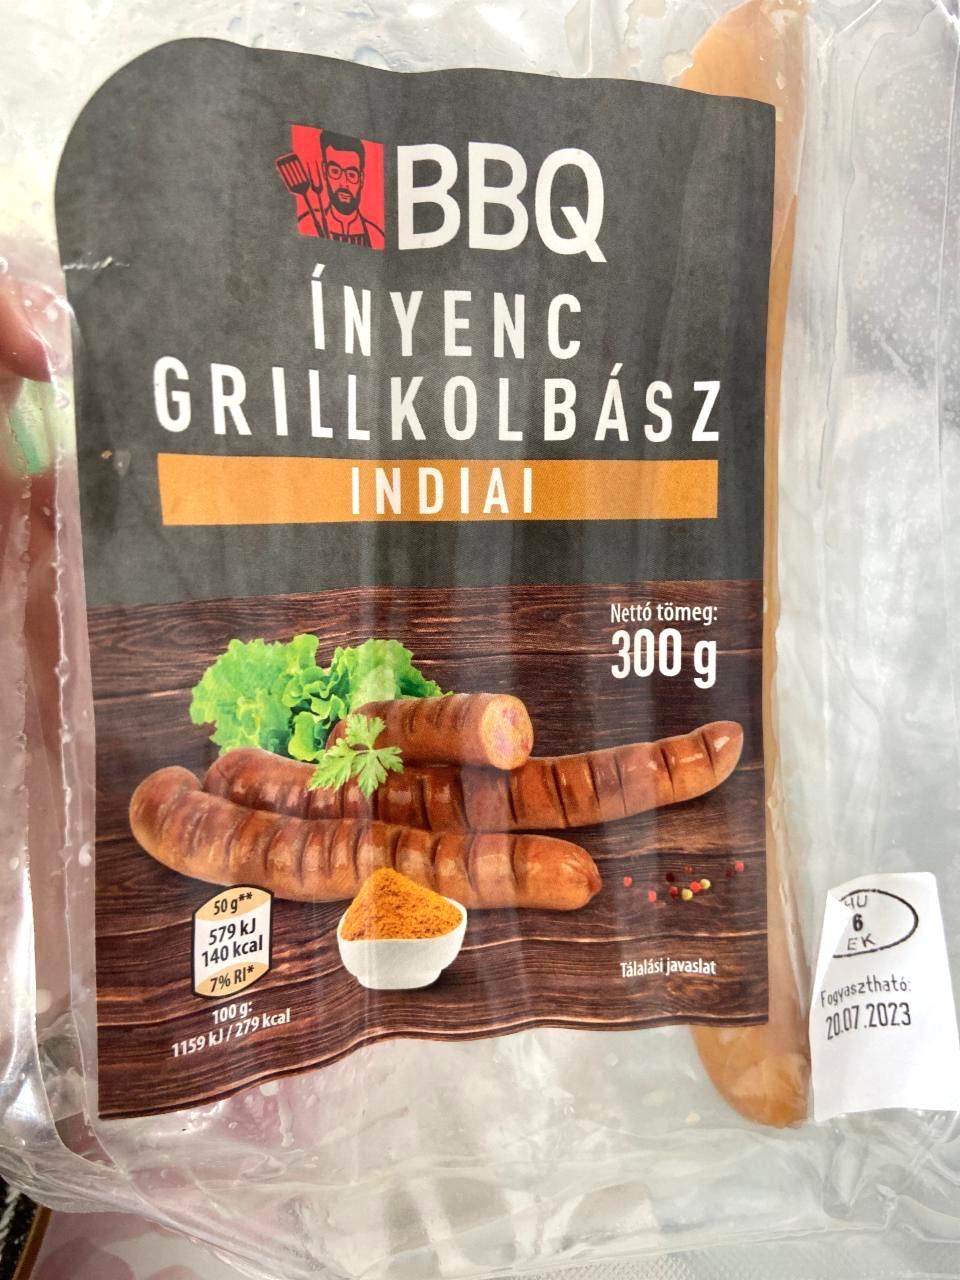 BBQ
ÍNYENC
GRILLKOLBÁSZ
INDIAI
Nettó tömeg:
300 g
50 g**
579 kJ
140 kcal
7% RI*
100 g:
1159 kJ / 279 kcal
Tálalási javaslat
HU
6
EK
Fogyasztható:
20.07.2023